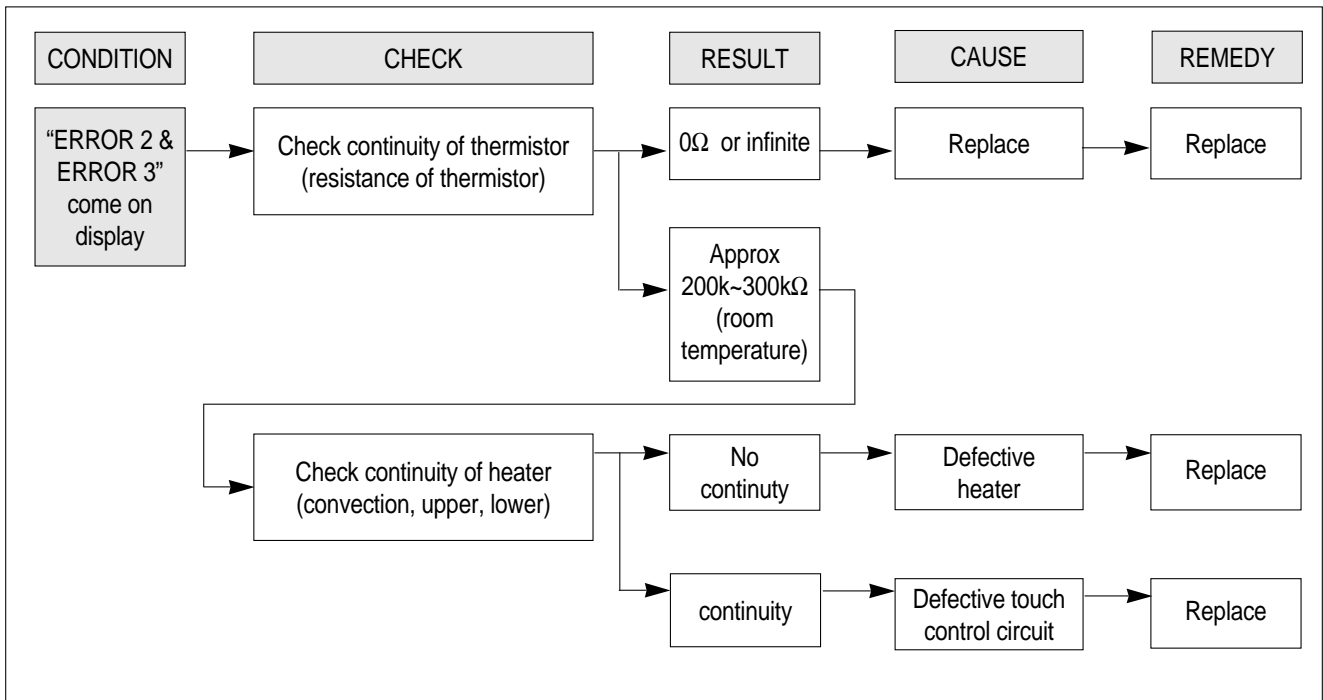 CONDITION
CHECK
RESULT
CAUSE
REMEDY
“ERROR 2 &
ERROR 3”
come on
display
Check continuity of thermistor
(resistance of thermistor)
0Ω or infinite
Replace
Replace
Approx
200k~300kΩ
(room
temperature)
Check continuity of heater
(convection, upper, lower)
No
continuty
Defective
heater
Replace
continuity
Defective touch
control circuit
Replace